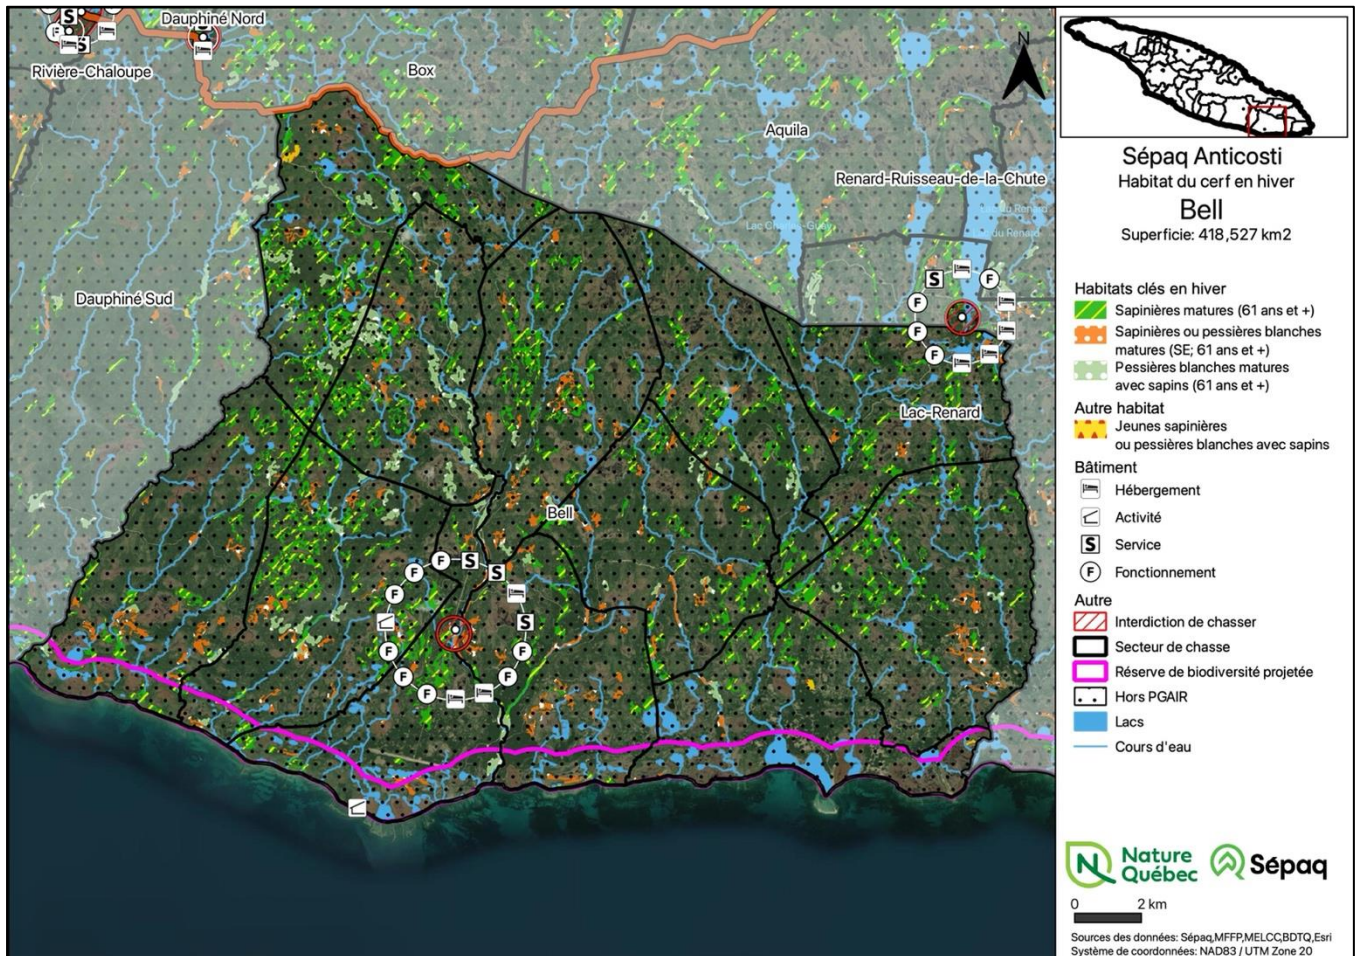 Dauphiné Nord
Rivière-Chaloupe
Box
N
Aquila
Renard-Ruisseau-de-la-Chute
Lac du Renard
Dauphiné Sud
Lac-Renard
Bell
F
S
Sépaq Anticosti
Habitat du cerf en hiver
Bell
Superficie: 418,527 km2
Habitats clés en hiver
Sapinières matures (61 ans et +)
Sapinières ou pessières blanches
matures (SE; 61 ans et +)
Pessières blanches matures
avec sapins (61 ans et +)
Autre habitat
Jeunes sapinières
ou pessières blanches avec sapins
Bâtiment
Hébergement
Activité
S Service
F Fonctionnement
Autre
Interdiction de chasser
Secteur de chasse
Réserve de biodiversité projetée
Hors PGAIR
Lacs
Cours d'eau
Nature
Québec
Sépaq
0 2 km
Sources des données: Sépaq,MFFP,MELCC,BDTQ,Esri
Système de coordonnées: NAD83 / UTM Zone 20